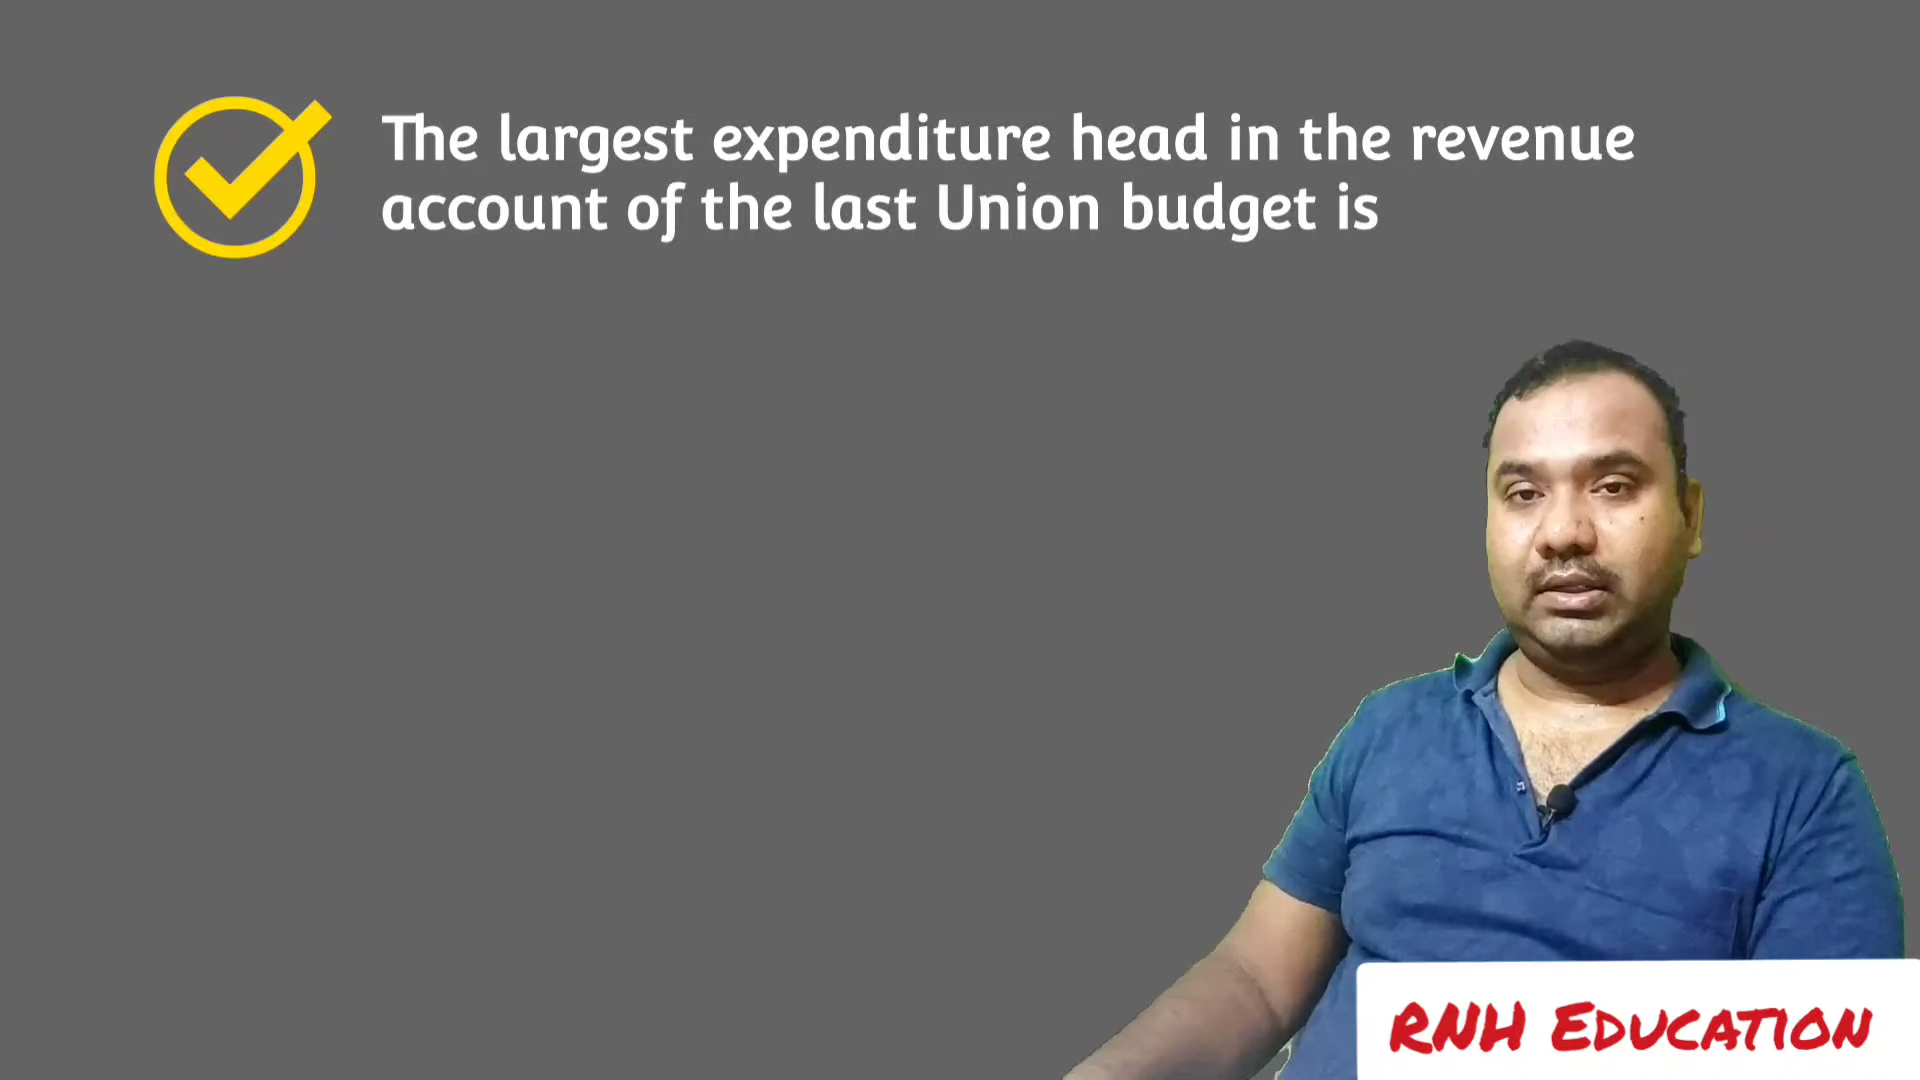 The largest expenditure head in the revenue
account of the last Union budget is
RNH EDUCATION